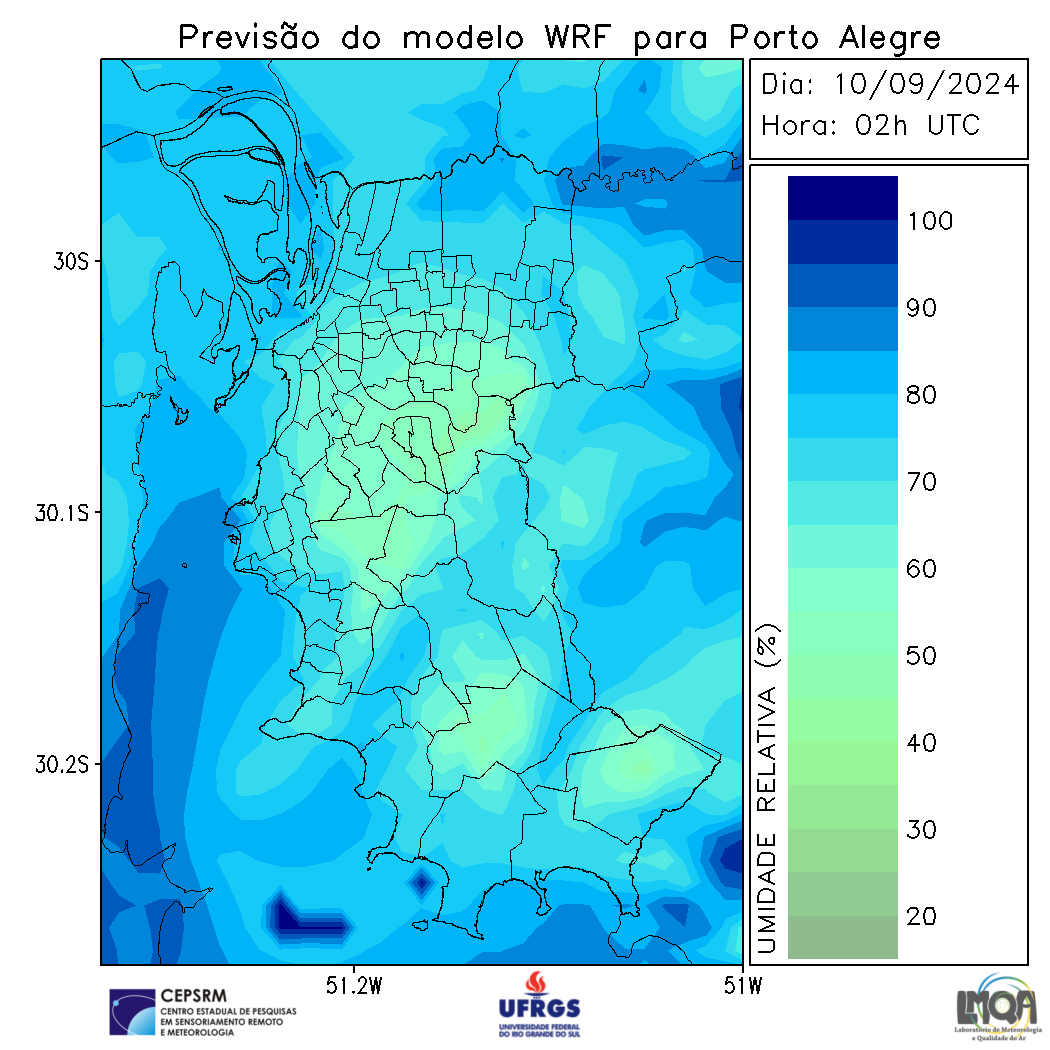 Previsão do modelo WRF para Porto Alegre
Dia: 10/09/2024
Hora: 02h UTC
30S
30.1S
30.2S
51.2W
51W
100
90
80
70
60
50
40
30
20
UMIDADE RELATIVA (%)
CEPSRM
CENTRO ESTADUAL DE PESQUISAS
EM SENSORIAMENTO REMOTO
E METEOROLOGIA
UFRGS
UNIVERSIDADE FEDERAL
DO RIO GRANDE DO SUL
LMQA
Laboratório de Meteorologia
e Qualidade do Ar